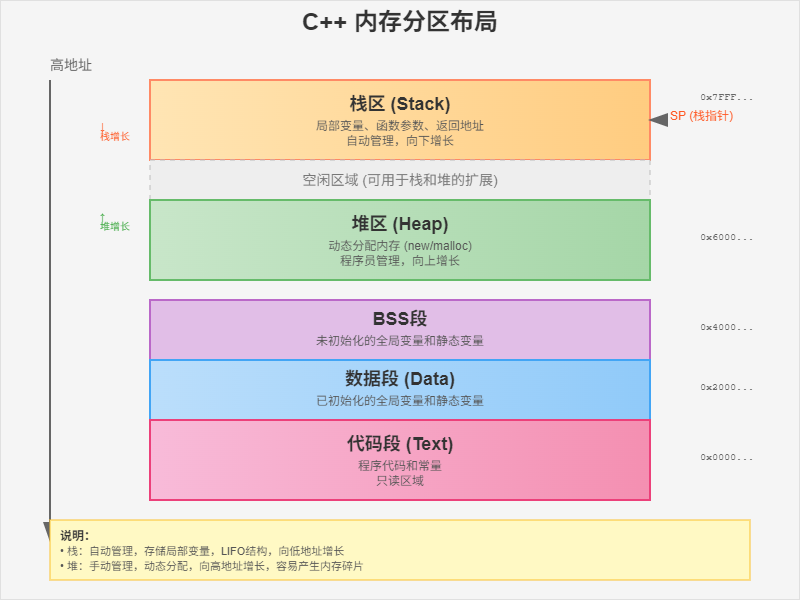 C++ 内存分区布局
高地址
栈区 (Stack)
局部变量、函数参数、返回地址
自动管理，向下增长
0x7FFF...
SP (栈指针)
↓
栈增长
空闲区域 (可用于栈和堆的扩展)
↑
堆增长
堆区 (Heap)
动态分配内存 (new/malloc)
程序员管理，向上增长
0x6000...
BSS段
未初始化的全局变量和静态变量
0x4000...
数据段 (Data)
已初始化的全局变量和静态变量
0x2000...
代码段 (Text)
程序代码和常量
只读区域
0x0000...
说明：
• 栈：自动管理，存储局部变量，LIFO结构，向低地址增长
• 堆：手动管理，动态分配，向高地址增长，容易产生内存碎片